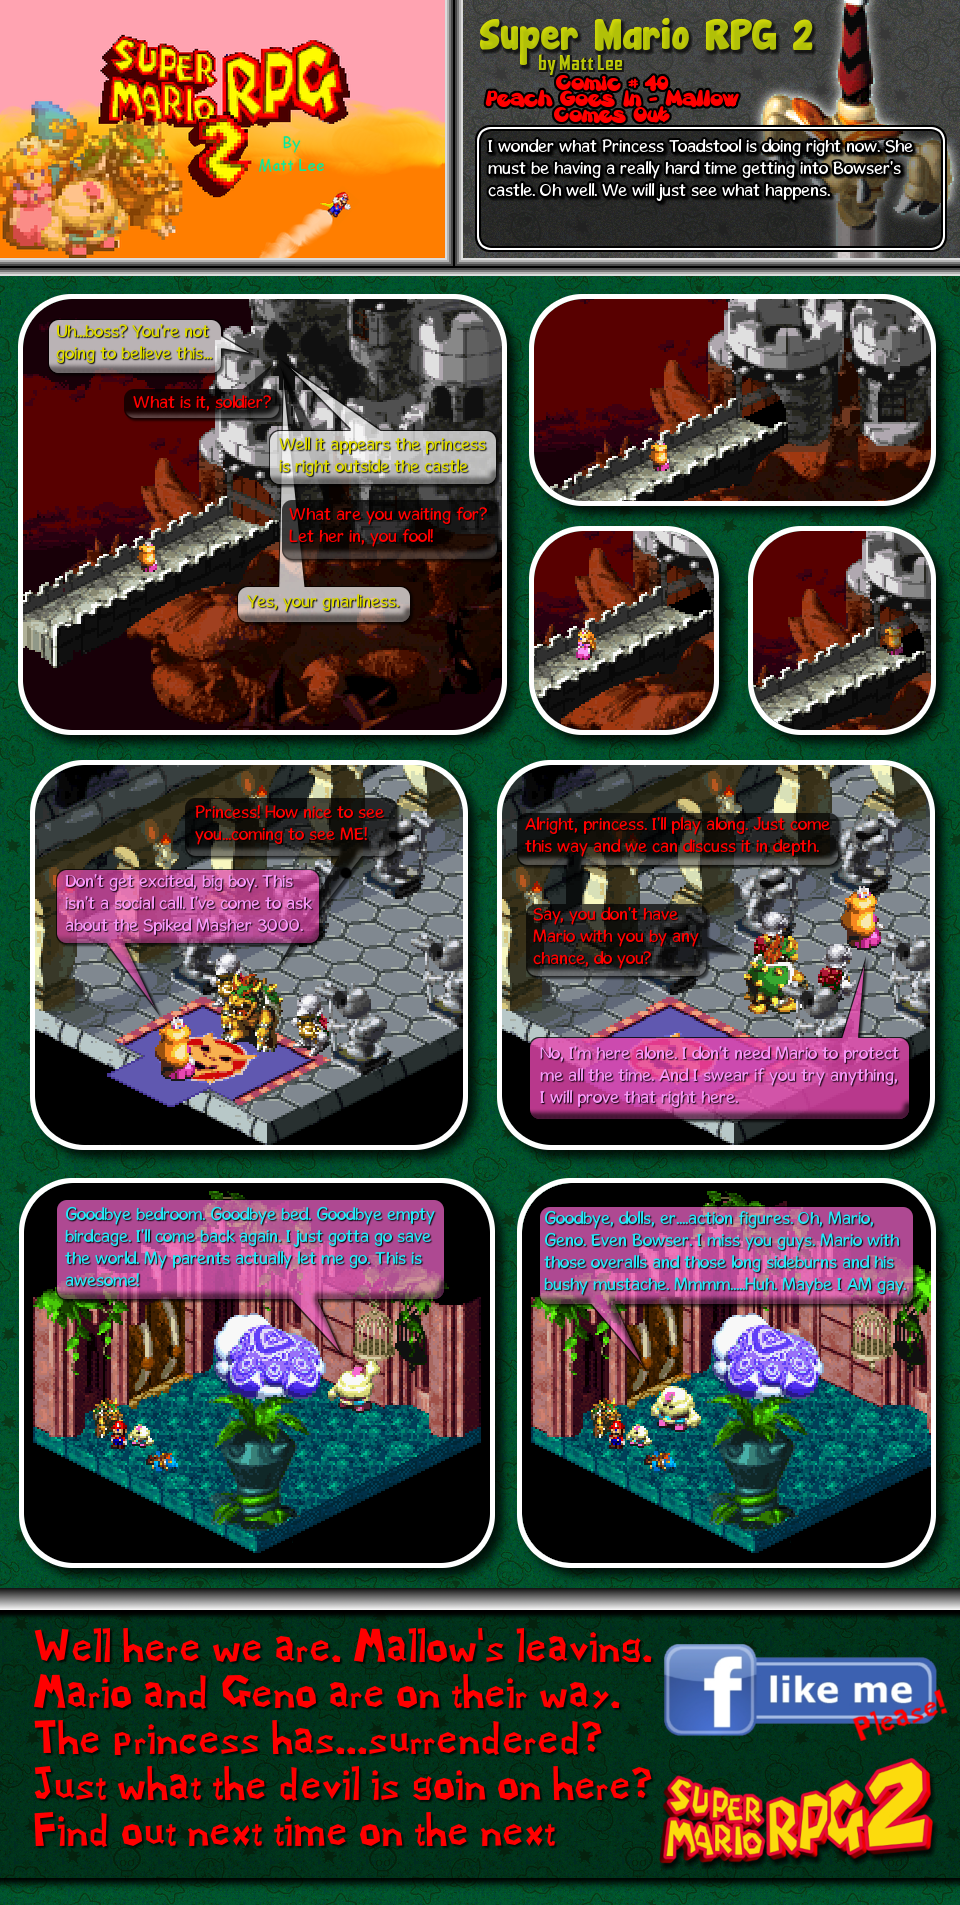 SUPER
MARIO RPG
2
By
Matt Lee
Super Mario RPG 2
by Matt Lee
Comic # 40
Peach Goes In - Mallow
Comes Out
I wonder what Princess Toadstool is doing right now. She
must be having a really hard time getting into Bowser's
castle. Oh well. We will just see what happens.
Uh...boss? You're not
going to believe this...
What is it, soldier?
Well it appears the princess
is right outside the castle
What are you waiting for?
Let her in, you fool!
Yes, your gnarliness.
Princess! How nice to see
you...coming to see ME!
Don't get excited, big boy. This
isn't a social call. I've come to ask
about the Spiked Masher 3000.
Alright, princess. I'll play along. Just come
this way and we can discuss it in depth.
Say, you don't have
Mario with you by any
chance, do you?
No, I'm here alone. I don't need Mario to protect
me all the time. And I swear if you try anything,
I will prove that right here.
Goodbye bedroom. Goodbye bed. Goodbye empty
birdcage. I'll come back again. I just gotta go save
the world. My parents actually let me go. This is
awesome!
Goodbye, dolls, er....action figures. Oh, Mario,
Geno. Even Bowser. I miss you guys. Mario with
those overalls and those long sideburns and his
bushy mustache. Mmmm.....Huh. Maybe I AM gay.
Well here we are. Mallow's leaving.
Mario and Geno are on their way.
The Princess has...surrendered?
Just what the devil is goin on here?
Find out next time on the next
f like me
Please!
SUPER
MARIO RPG 2